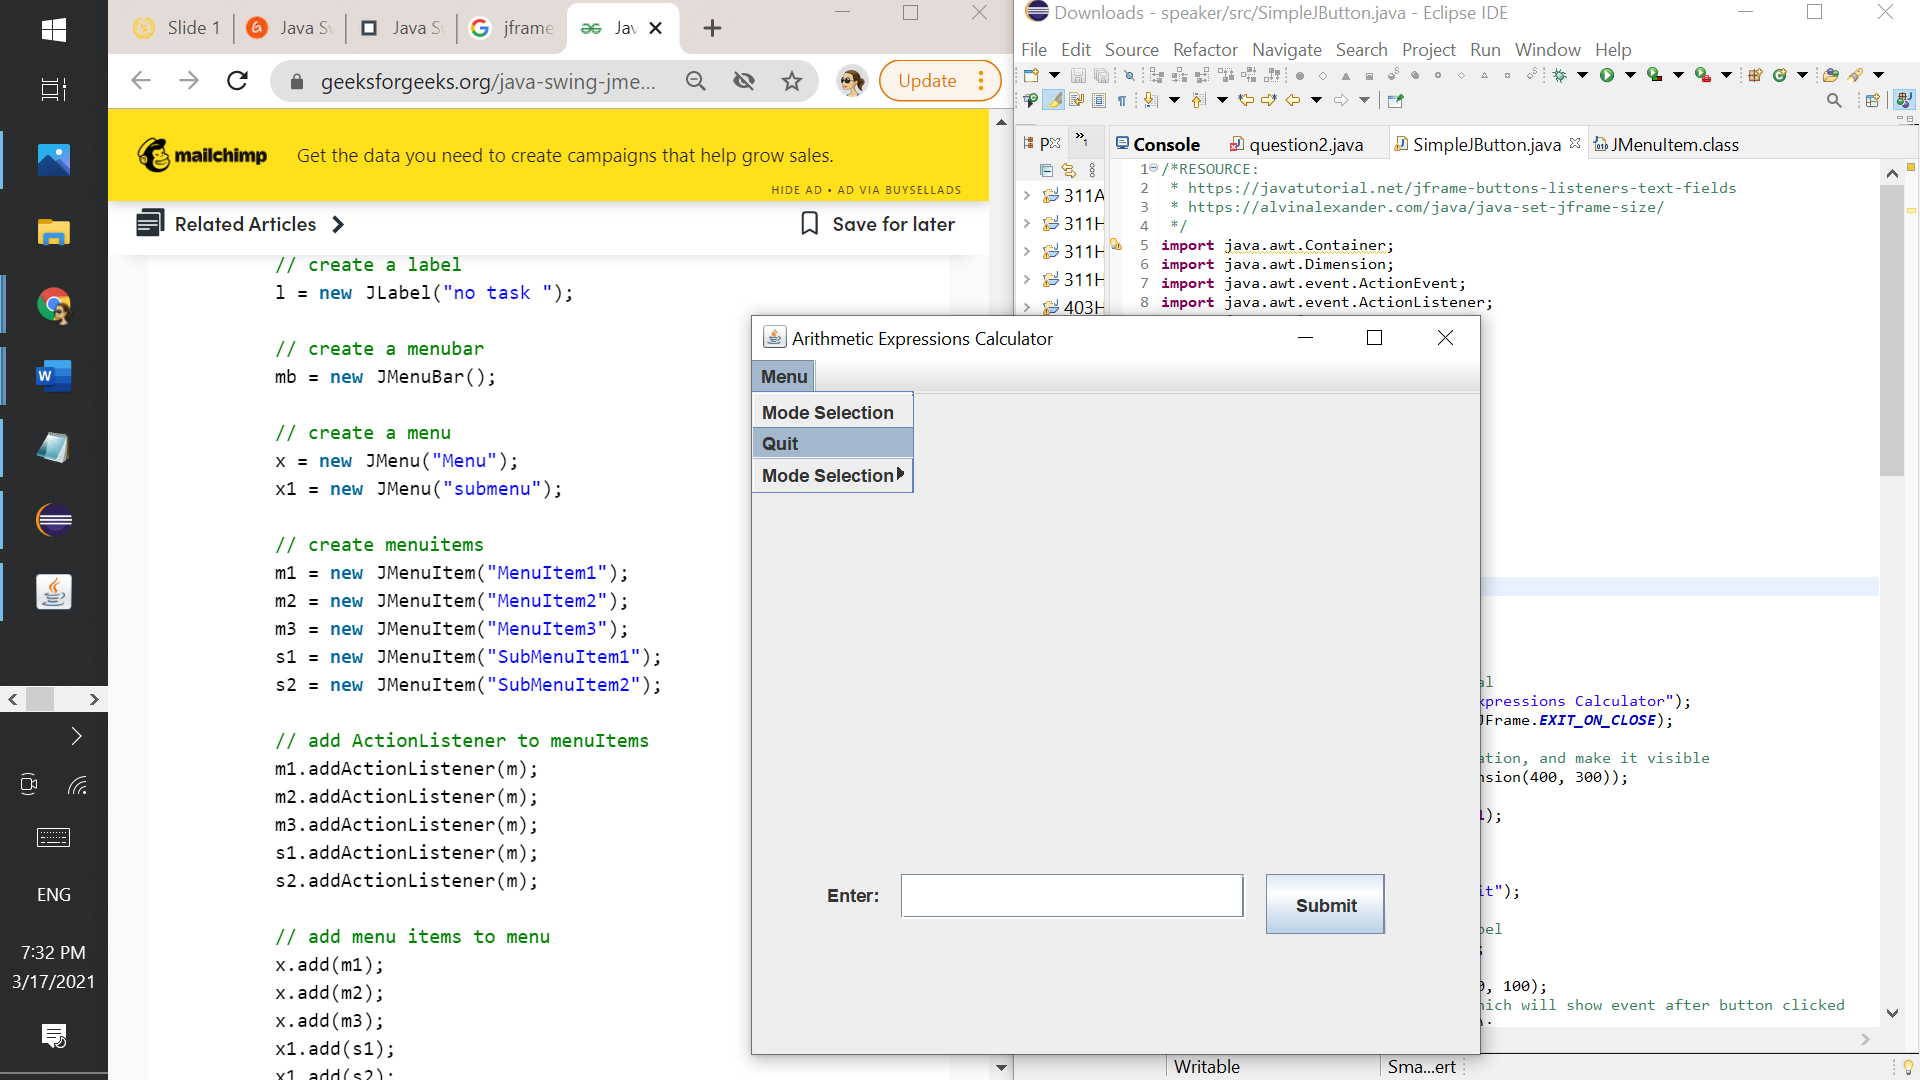 Slide 1
Java S
Java S
jframe
Jav
geeksforgeeks.org/java-swing-jme...
Update
mailchimp
Get the data you need to create campaigns that help grow sales.
HIDE AD • AD VIA BUYSELLADS
Related Articles
Save for later
// create a label
l = new JLabel("no task ");
// create a menubar
mb = new JMenuBar();
// create a menu
x = new JMenu("Menu");
x1 = new JMenu("submenu");
// create menuitems
m1 = new JMenuItem("MenuItem1");
m2 = new JMenuItem("MenuItem2");
m3 = new JMenuItem("MenuItem3");
s1 = new JMenuItem("SubMenuItem1");
s2 = new JMenuItem("SubMenuItem2");
// add ActionListener to menuItems
m1.addActionListener(m);
m2.addActionListener(m);
m3.addActionListener(m);
s1.addActionListener(m);
s2.addActionListener(m);
// add menu items to menu
x.add(m1);
x.add(m2);
x.add(m3);
x1.add(s1);
x1.add(s2);
ENG
7:32 PM
3/17/2021
Downloads - speaker/src/SimpleJButton.java - Eclipse IDE
File Edit Source Refactor Navigate Search Project Run Window Help
P
Console
question2.java
SimpleJButton.java
JMenuItem.class
311A
311H
311H
311H
403H
1 /*RESOURCE:
2 * https://javatutorial.net/jframe-buttons-listeners-text-fields
3 * https://alvinalexander.com/java/java-set-jframe-size/
4 */
5 import java.awt.Container;
6 import java.awt.Dimension;
7 import java.awt.event.ActionEvent;
8 import java.awt.event.ActionListener;
al
xpressions Calculator");
JFrame.EXIT_ON_CLOSE);
ation, and make it visible
nsion(400, 300));
);
it");
bel
;
, 100);
hich will show event after button clicked
Writable
Sma...ert
Arithmetic Expressions Calculator
Menu
Mode Selection
Quit
Mode Selection
Enter:
Submit